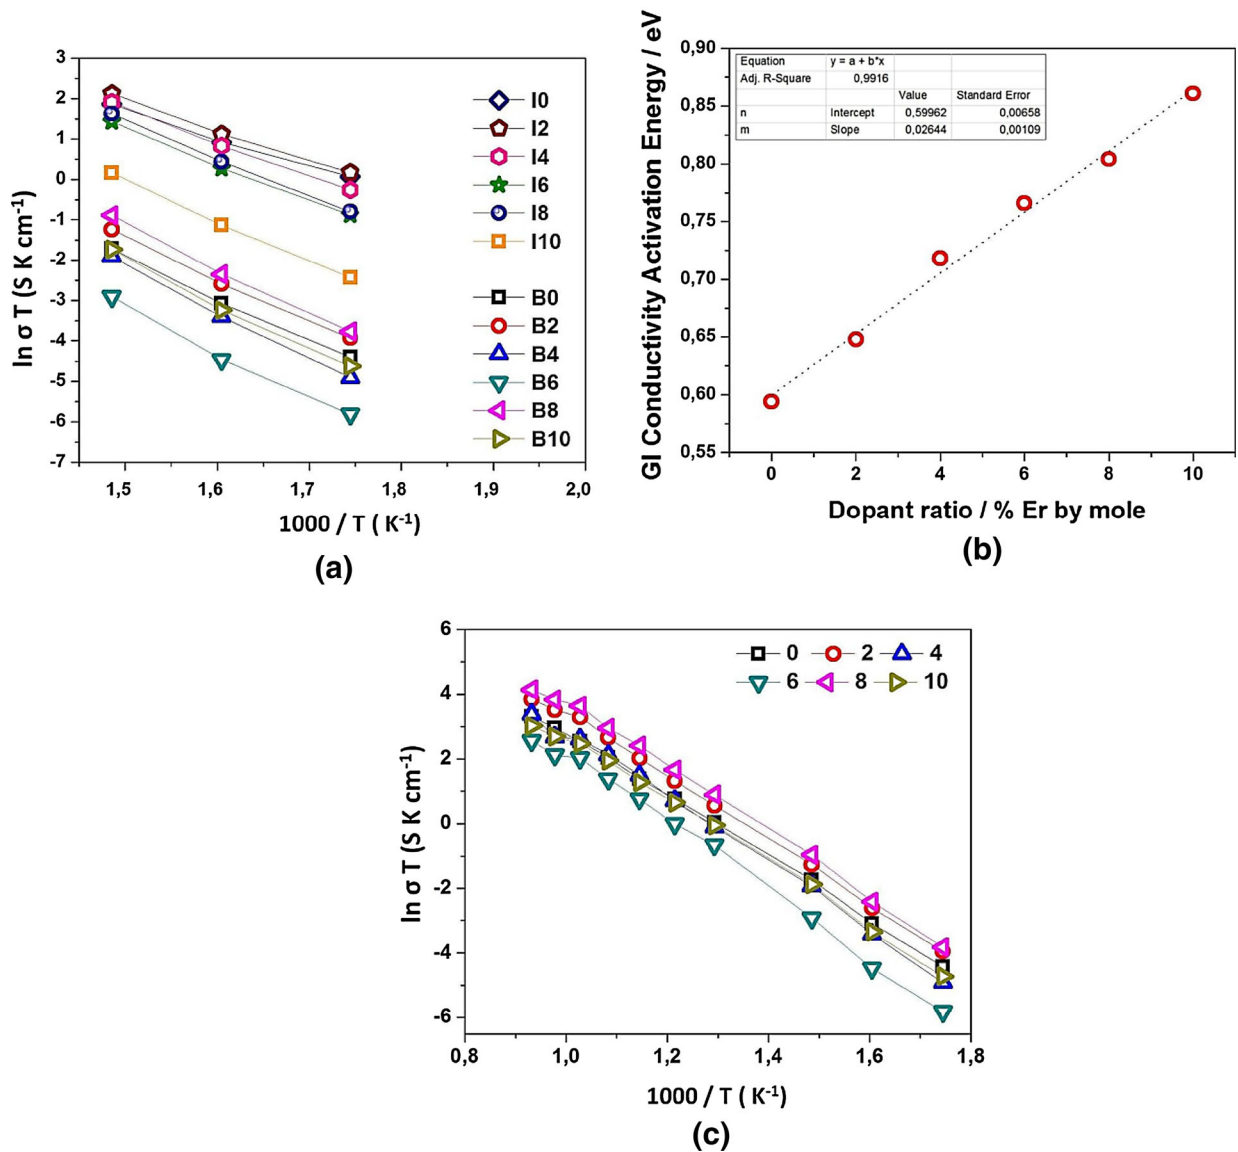 3
2
1
0
-1
-2
-3
-4
-5
-6
-7
ln σ T (S K cm⁻¹)
I0
I2
I4
I6
I8
I10
B0
B2
B4
B6
B8
B10
1,5 1,6 1,7 1,8 1,9 2,0
1000 / T ( K⁻¹)
(a)
GI Conductivity Activation Energy / eV
0,90
0,85
0,80
0,75
0,70
0,65
0,60
0,55
Equation y = a + b*x
Adj. R-Square 0,9916
Value Standard Error
n Intercept 0,59962 0,00658
m Slope 0,02644 0,00109
0 2 4 6 8 10
Dopant ratio / % Er by mole
(b)
6
4
2
0
-2
-4
-6
ln σ T (S K cm⁻¹)
0 2 4
6 8 10
0,8 1,0 1,2 1,4 1,6 1,8
1000 / T ( K⁻¹)
(c)